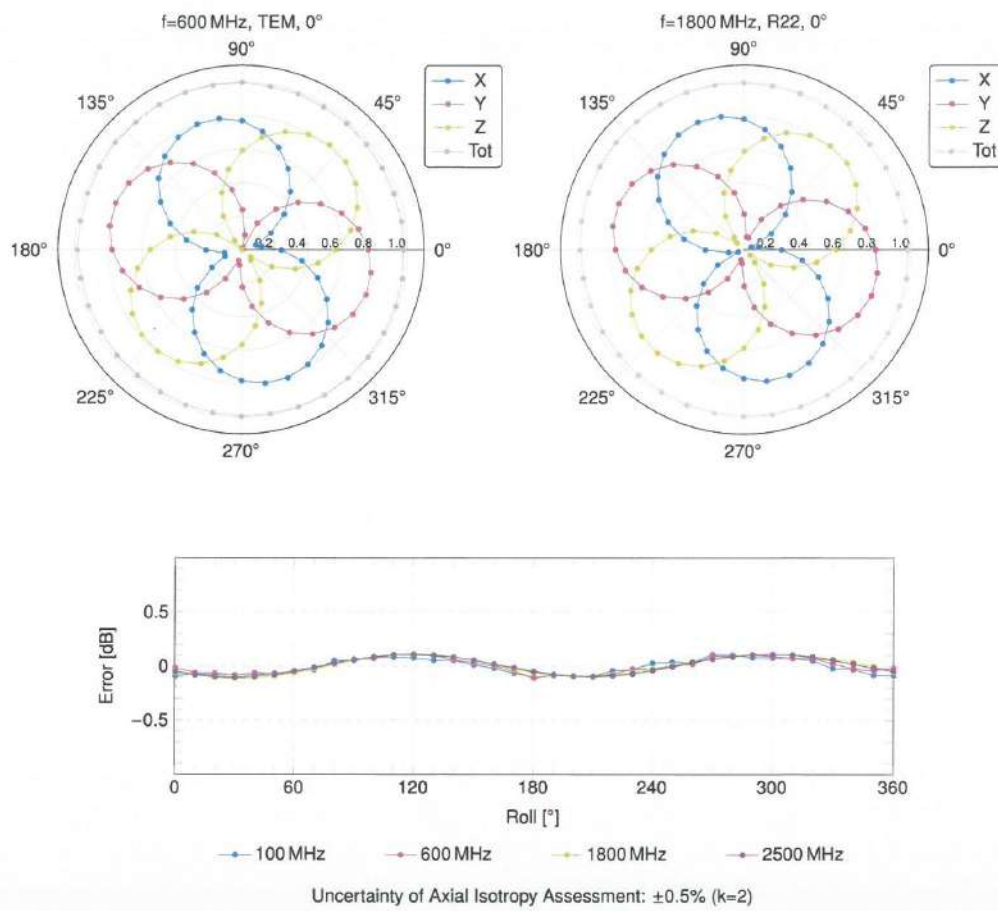 f=600 MHz, TEM, 0°
90°
135°
45°
180°
0.2 0.4 0.6 0.8 1.0
0°
225°
315°
270°
X
Y
Z
Tot
f=1800 MHz, R22, 0°
90°
135°
45°
180°
0.2 0.4 0.6 0.8 1.0
0°
225°
315°
270°
X
Y
Z
Tot
Error [dB]
0.5
0
−0.5
0 60 120 180 240 300 360
Roll [°]
100 MHz 600 MHz 1800 MHz 2500 MHz
Uncertainty of Axial Isotropy Assessment: ±0.5% (k=2)